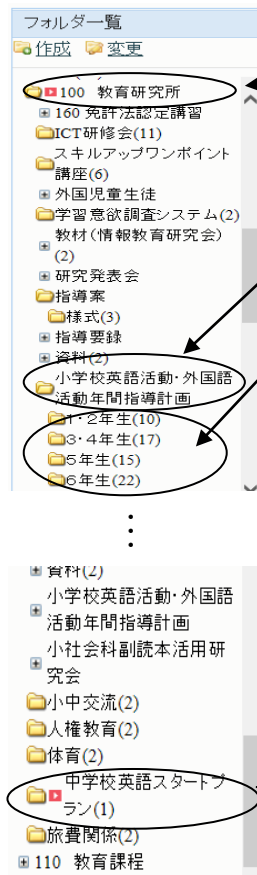 フォルダ一覧
作成 変更
100 教育研究所
160 免許法認定講習
ICT研修会(11)
スキルアップワンポイント
講座(6)
外国児童生徒
学習意欲調査システム(2)
教材(情報教育研究会)
(2)
研究発表会
指導案
様式(3)
指導要録
資料(2)
小学校英語活動・外国語
活動年間指導計画
1・2年生(10)
3・4年生(17)
5年生(15)
6年生(22)
資料(2)
小学校英語活動・外国語
活動年間指導計画
小社会科副読本活用研
究会
小中交流(2)
人権教育(2)
体育(2)
中学校英語スタートプ
ラン(1)
旅費関係(2)
110 教育課程